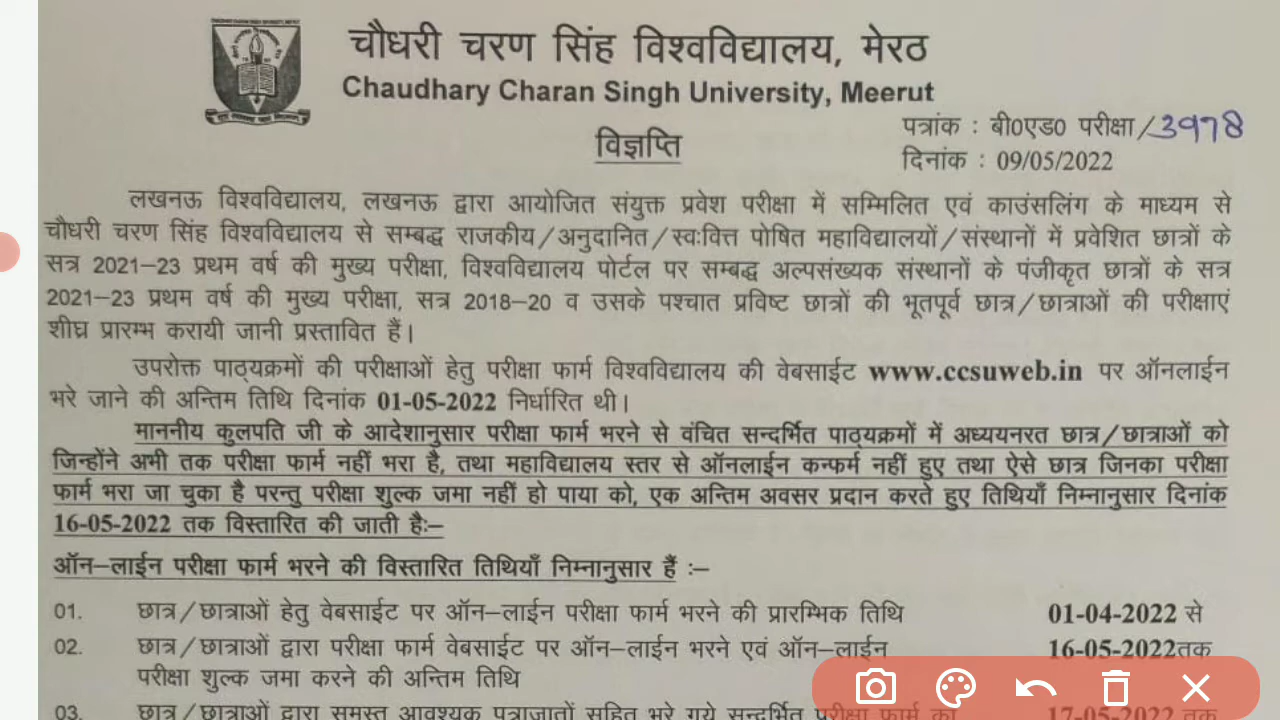 चौधरी चरण सिंह विश्वविद्यालय, मेरठ
Chaudhary Charan Singh University, Meerut
विज्ञप्ति
पत्रांक : बी0एड0 परीक्षा/3978
दिनांक : 09/05/2022
लखनऊ विश्वविद्यालय, लखनऊ द्वारा आयोजित संयुक्त प्रवेश परीक्षा में सम्मिलित एवं काउंसलिंग के माध्यम से
चौधरी चरण सिंह विश्वविद्यालय से सम्बद्ध राजकीय/अनुदानित/स्वःवित्त पोषित महाविद्यालयों/संस्थानों में प्रवेशित छात्रों के
सत्र 2021–23 प्रथम वर्ष की मुख्य परीक्षा, विश्वविद्यालय पोर्टल पर सम्बद्ध अल्पसंख्यक संस्थानों के पंजीकृत छात्रों के सत्र
2021–23 प्रथम वर्ष की मुख्य परीक्षा, सत्र 2018–20 व उसके पश्चात प्रविष्ट छात्रों की भूतपूर्व छात्र/छात्राओं की परीक्षाएं
शीघ्र प्रारम्भ करायी जानी प्रस्तावित हैं।
उपरोक्त पाठ्यक्रमों की परीक्षाओं हेतु परीक्षा फार्म विश्वविद्यालय की वेबसाईट www.ccsuweb.in पर ऑनलाईन
भरे जाने की अन्तिम तिथि दिनांक 01-05-2022 निर्धारित थी।
माननीय कुलपति जी के आदेशानुसार परीक्षा फार्म भरने से वंचित सन्दर्भित पाठ्यक्रमों में अध्ययनरत छात्र/छात्राओं को
जिन्होंने अभी तक परीक्षा फार्म नहीं भरा है, तथा महाविद्यालय स्तर से ऑनलाईन कन्फर्म नहीं हुए तथा ऐसे छात्र जिनका परीक्षा
फार्म भरा जा चुका है परन्तु परीक्षा शुल्क जमा नहीं हो पाया को, एक अन्तिम अवसर प्रदान करते हुए तिथियाँ निम्नानुसार दिनांक
16-05-2022 तक विस्तारित की जाती हैः–
ऑन–लाईन परीक्षा फार्म भरने की विस्तारित तिथियाँ निम्नानुसार हैं :–
01. छात्र/छात्राओं हेतु वेबसाईट पर ऑन–लाईन परीक्षा फार्म भरने की प्रारम्भिक तिथि 01-04-2022 से
02. छात्र/छात्राओं द्वारा परीक्षा फार्म वेबसाईट पर ऑन–लाईन भरने एवं ऑन–लाईन 16-05-2022तक
परीक्षा शुल्क जमा करने की अन्तिम तिथि
03. छात्र/छात्राओं द्वारा समस्त आवश्यक पत्राजातों सहित भरे गये सन्दर्भित परीक्षा फार्म को 17-05-2022 तक